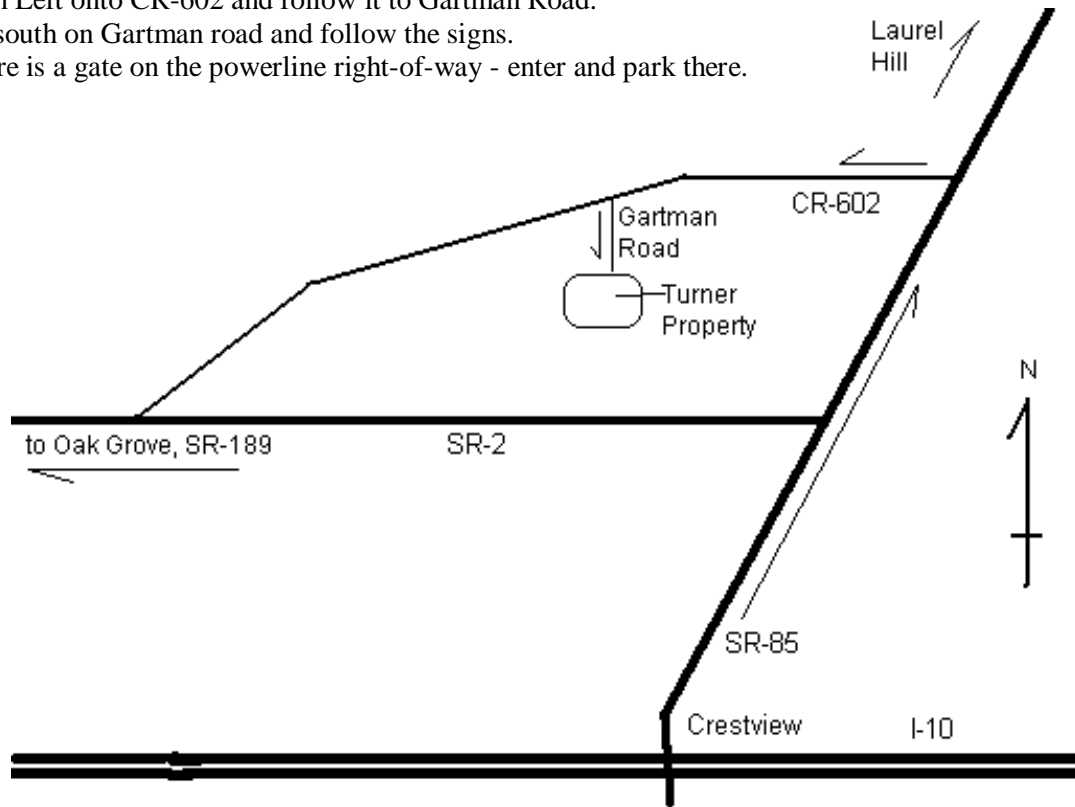 Left onto CR-602 and follow it to Gartman Road.
south on Gartman road and follow the signs.
is a gate on the powerline right-of-way - enter and park there.
Laurel
Hill
CR-602
Gartman
Road
Turner
Property
N
to Oak Grove, SR-189
SR-2
SR-85
Crestview
I-10